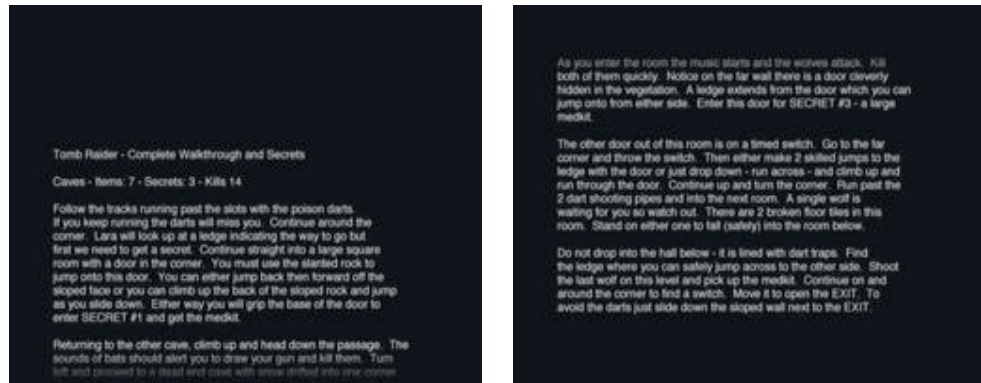 Tomb Raider - Complete Walkthrough and Secrets
Caves - Items: 7 - Secrets: 3 - Kills 14
Follow the tracks running past the slots with the poison darts.
If you keep running the darts will miss you. Continue around the
corner. Lara will look up at a ledge indicating the way to go but
first we need to get a secret. Continue straight into a large square
room with a door in the corner. You must use the slanted rock to
jump onto this door. You can either jump back then forward off the
sloped face or you can climb up the back of the sloped rock and jump
as you slide down. Either way you will grip the base of the door to
enter SECRET #1 and get the medkit.
Returning to the other cave, climb up and head down the passage. The
sounds of bats should alert you to draw your gun and kill them. Turn
left and proceed to a dead end cave with snow drifted into one corner
As you enter the room the music starts and the wolves attack. Kill
both of them quickly. Notice on the far wall there is a door cleverly
hidden in the vegetation. A ledge extends from the door which you can
jump onto from either side. Enter this door for SECRET #3 - a large
medkit.
The other door out of this room is on a timed switch. Go to the far
corner and throw the switch. Then either make 2 skilled jumps to the
ledge with the door or just drop down - run across - and climb up and
run through the door. Continue up and turn the corner. Run past the
2 dart shooting pipes and into the next room. A single wolf is
waiting for you so watch out. There are 2 broken floor tiles in this
room. Stand on either one to fall (safely) into the room below.
Do not drop into the hall below - it is lined with dart traps. Find
the ledge where you can safely jump across to the other side. Shoot
the last wolf on this level and pick up the medkit. Continue on and
around the corner to find a switch. Move it to open the EXIT. To
avoid the darts just slide down the sloped wall next to the EXIT.